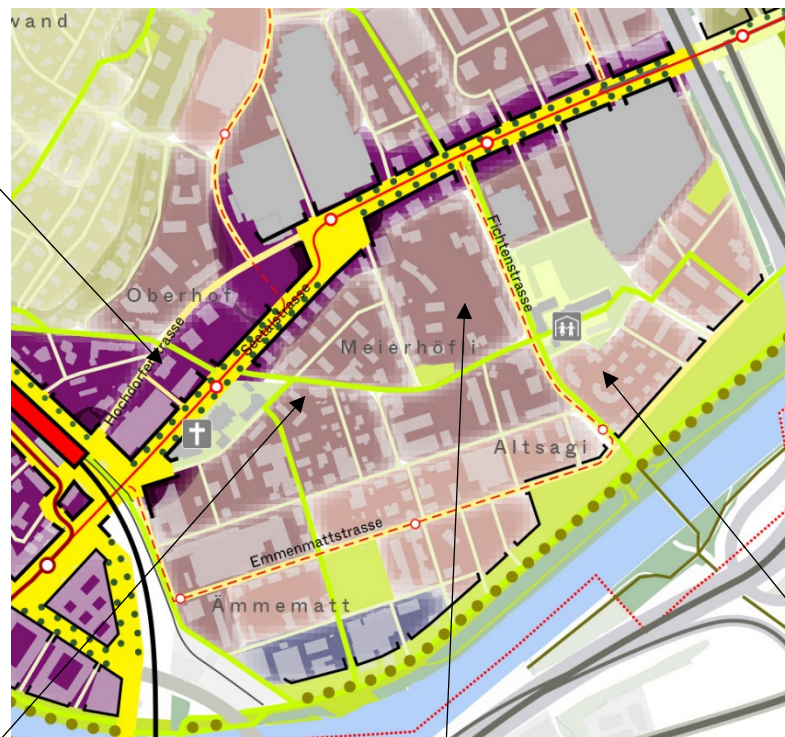 wand
Oberhof
Hochdorferstrasse
Seetalstrasse
Fichtenstrasse
Meierhöfli
Altsagi
Emmenmattstrasse
Ämmematt